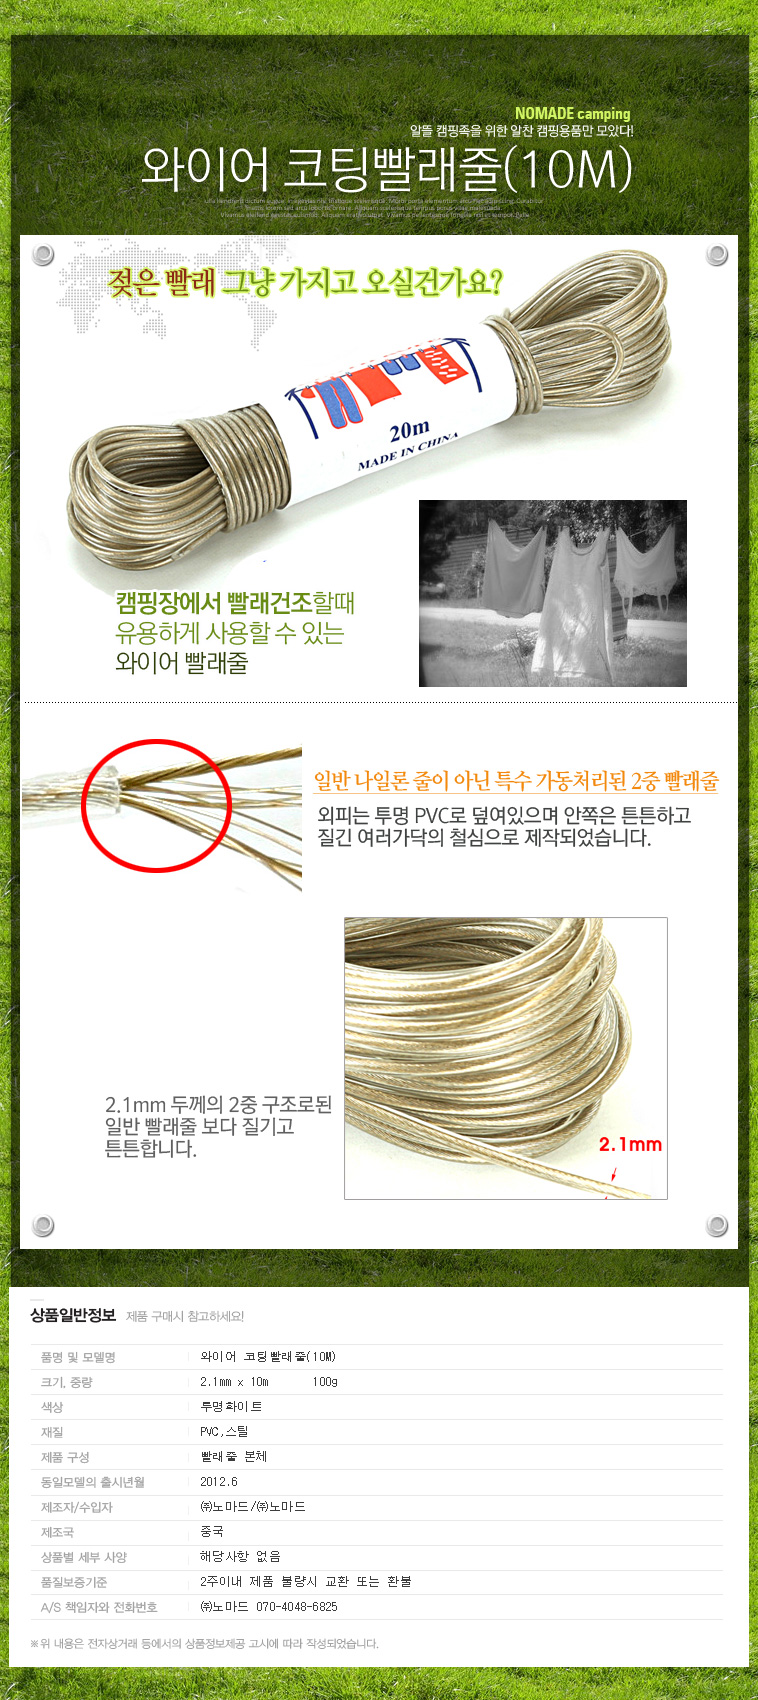 NOMADE camping
알뜰 캠핑족을 위한 알찬 캠핑용품만 모았다!
와이어 코팅빨래줄(10M)
젖은 빨래 그냥 가지고 오실건가요?
20m
MADE IN CHINA
캠핑장에서 빨래건조할때
유용하게 사용할 수 있는
와이어 빨래줄
일반 나일론 줄이 아닌 특수 가동처리된 2중 빨래줄
외피는 투명 PVC로 덮여있으며 안쪽은 튼튼하고
질긴 여러가닥의 철심으로 제작되었습니다.
2.1mm 두께의 2중 구조로된
일반 빨래줄 보다 질기고
튼튼합니다.
2.1mm
상품일반정보 제품 구매시 참고하세요!
품명 및 모델명 와이어 코팅빨래줄(10M)
크기, 중량 2.1mm x 10m 100g
색상 투명화이트
재질 PVC,스틸
제품 구성 빨래줄 본체
동일모델의 출시년월 2012.6
제조자/수입자 ㈜노마드/㈜노마드
제조국 중국
상품별 세부 사양 해당사항 없음
품질보증기준 2주이내 제품 불량시 교환 또는 환불
A/S 책임자와 전화번호 ㈜노마드 070-4048-6825
※ 위 내용은 전자상거래 등에서의 상품정보제공 고시에 따라 작성되었습니다.